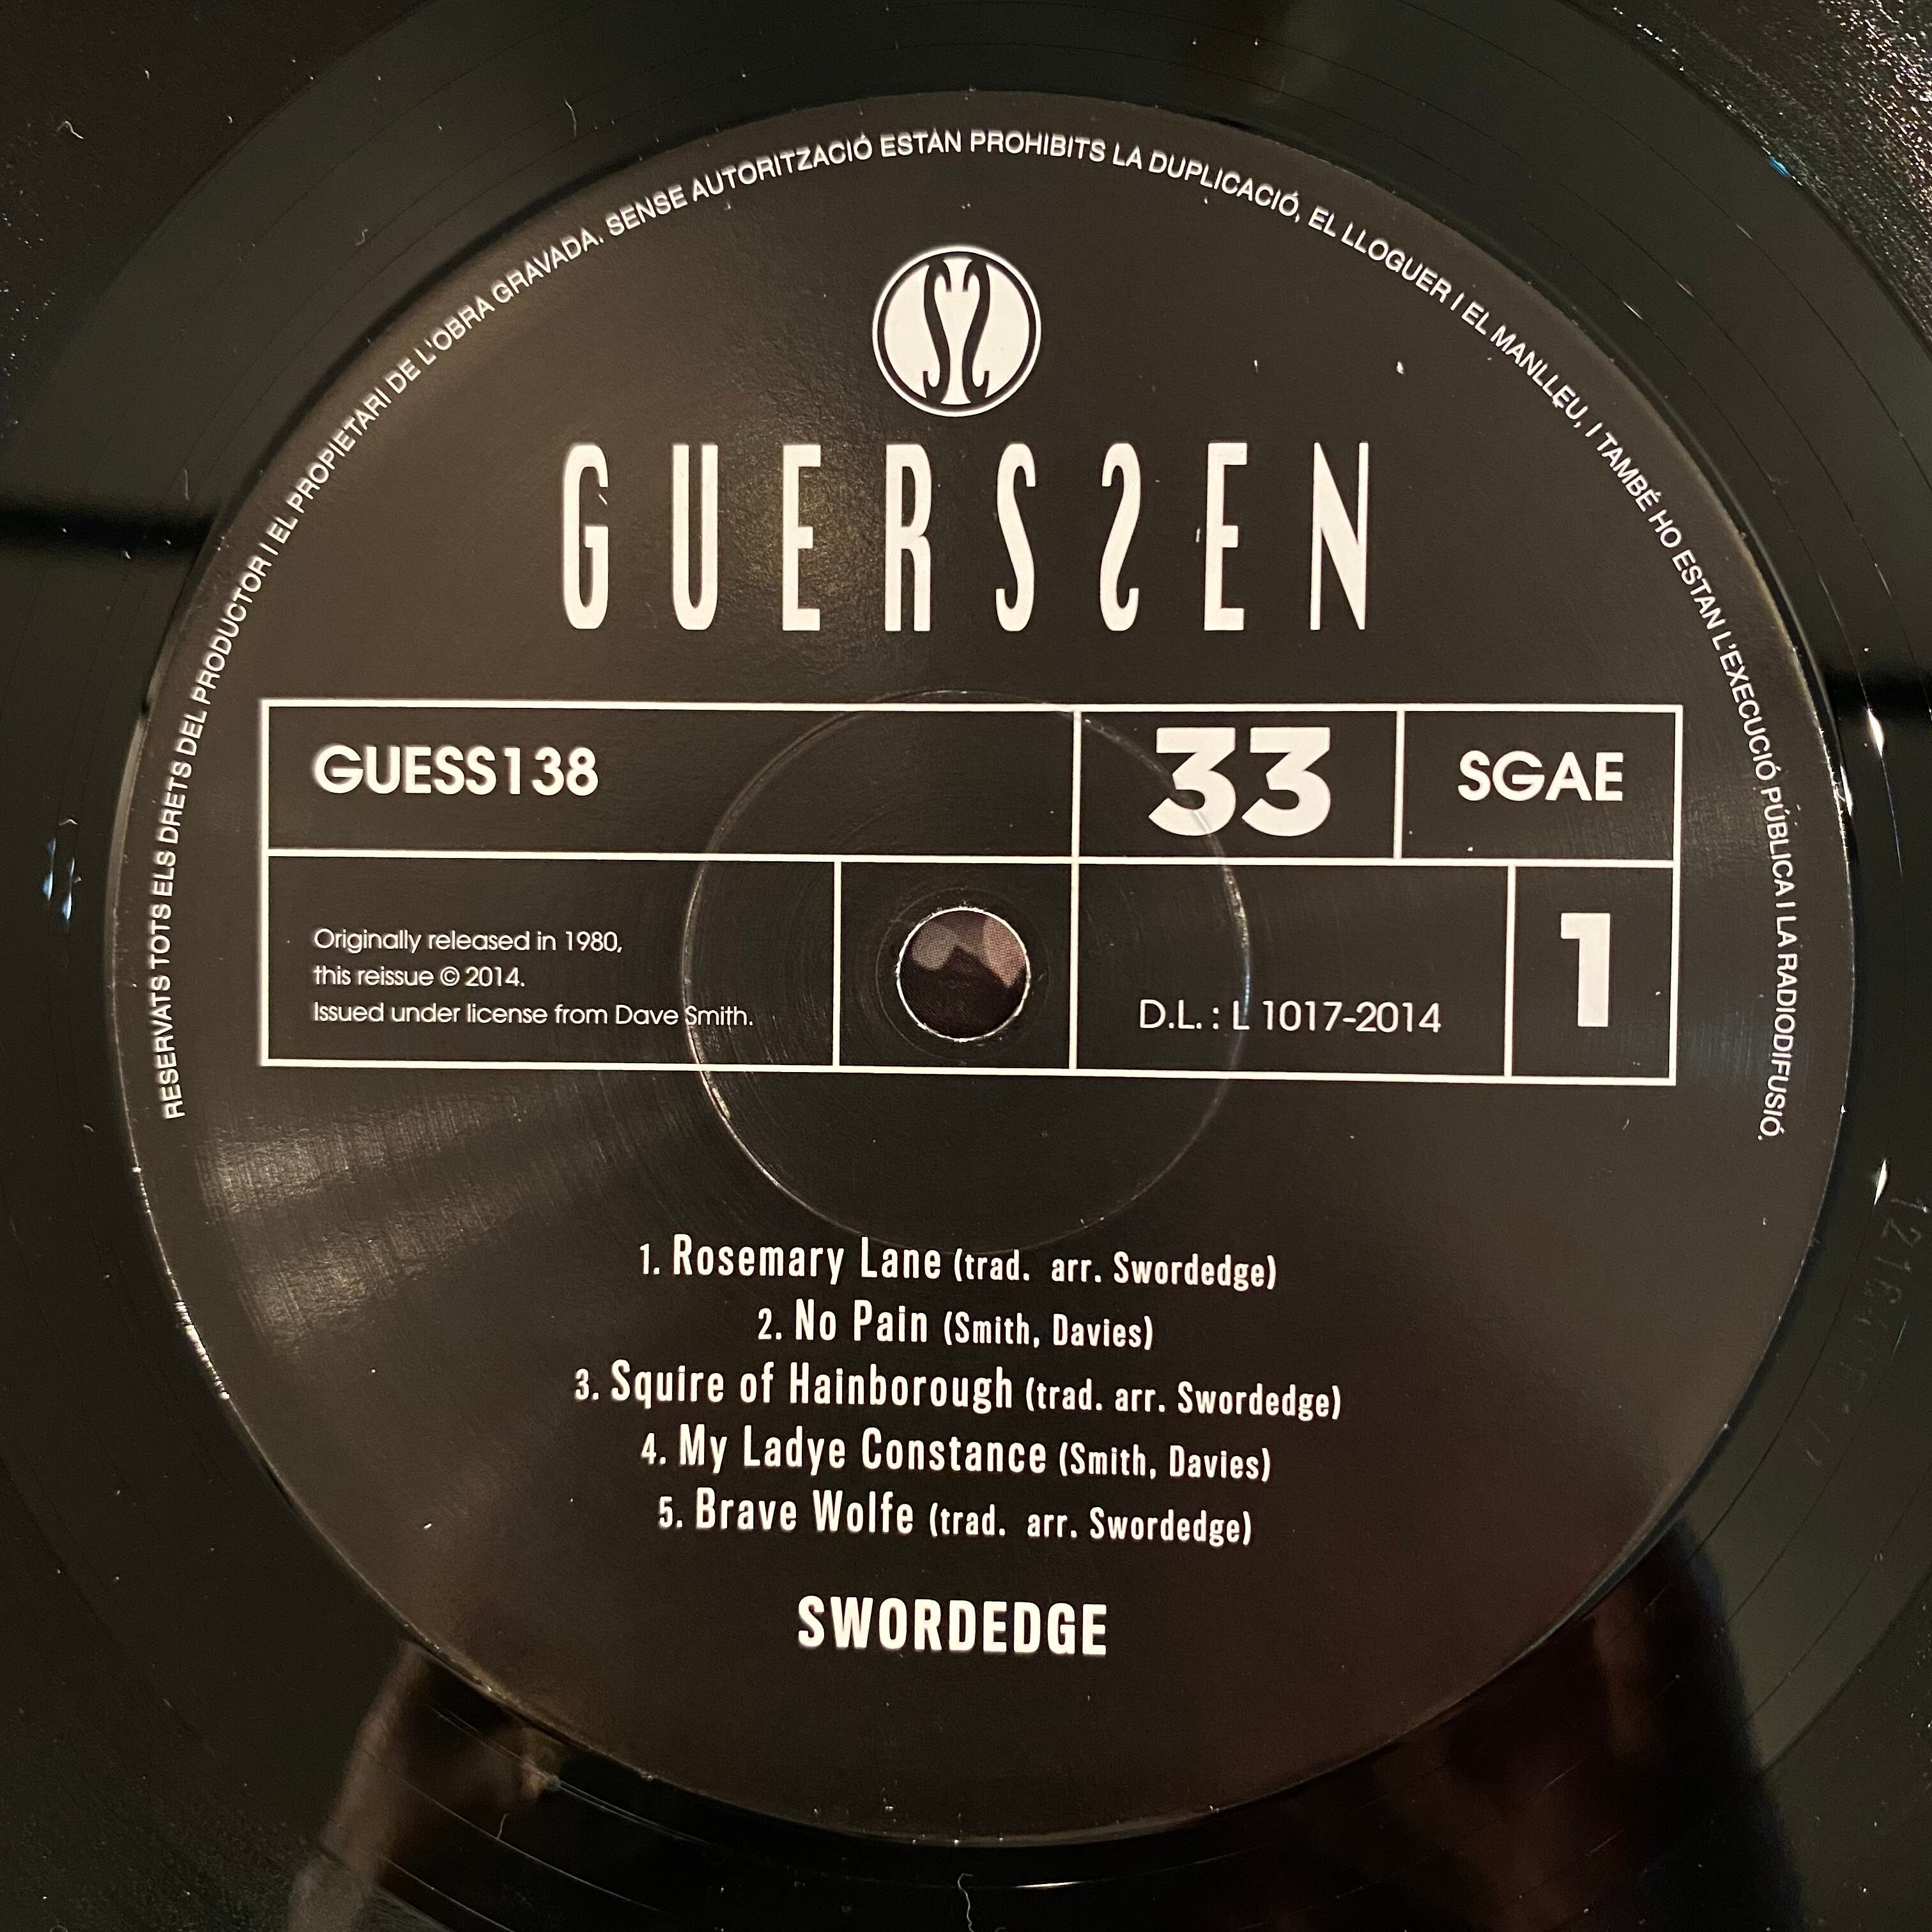 RESERVATS TOTS ELS DRETS DEL PRODUCTOR I EL PROPIETARI DE L'OBRA GRAVADA. SENSE AUTORITZACIÓ ESTÀN PROHIBITS LA DUPLICACIÓ, EL LLOGUER I EL MANLLEU, I TAMBÉ HO ESTAN L'EXECUCIÓ PÚBLICA I LA RADIODIFUSIÓ.
GUERSSEN
GUESS138
33
SGAE
Originally released in 1980,
this reissue © 2014.
Issued under license from Dave Smith.
D.L. : L 1017-2014
1
1. Rosemary Lane (trad. arr. Swordedge)
2. No Pain (Smith, Davies)
3. Squire of Hainborough (trad. arr. Swordedge)
4. My Ladye Constance (Smith, Davies)
5. Brave Wolfe (trad. arr. Swordedge)
SWORDEDGE